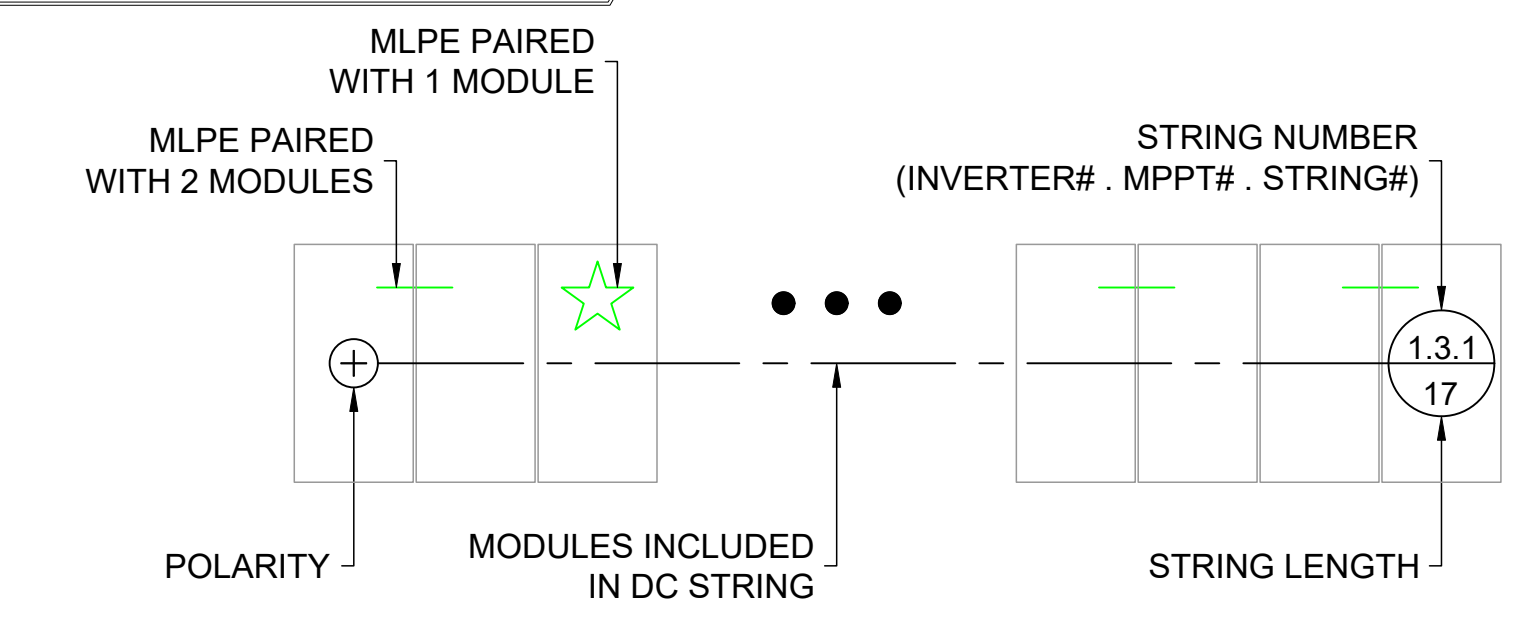 MLPE PAIRED
WITH 1 MODULE
MLPE PAIRED
WITH 2 MODULES
STRING NUMBER
(INVERTER# . MPPT# . STRING#)
1.3.1
17
POLARITY
MODULES INCLUDED
IN DC STRING
STRING LENGTH